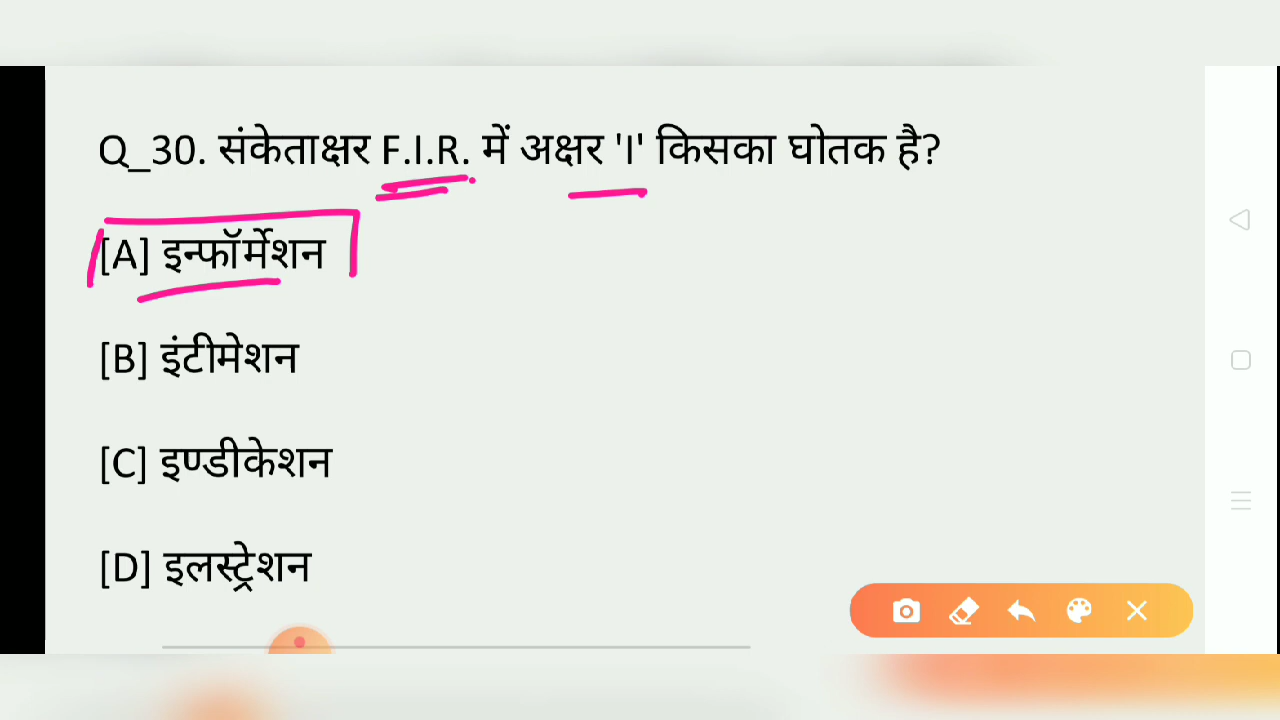 Q_30. संकेताक्षर F.I.R. में अक्षर 'I' किसका घोतक है?
[A] इन्फॉर्मेशन
[B] इंटीमेशन
[C] इण्डीकेशन
[D] इलस्ट्रेशन